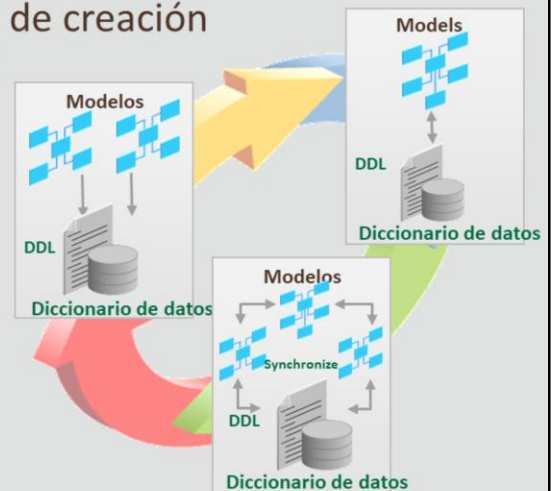 de creación
Modelos
DDL
Diccionario de datos
Models
DDL
Diccionario de datos
Modelos
Synchronize
DDL
Diccionario de datos